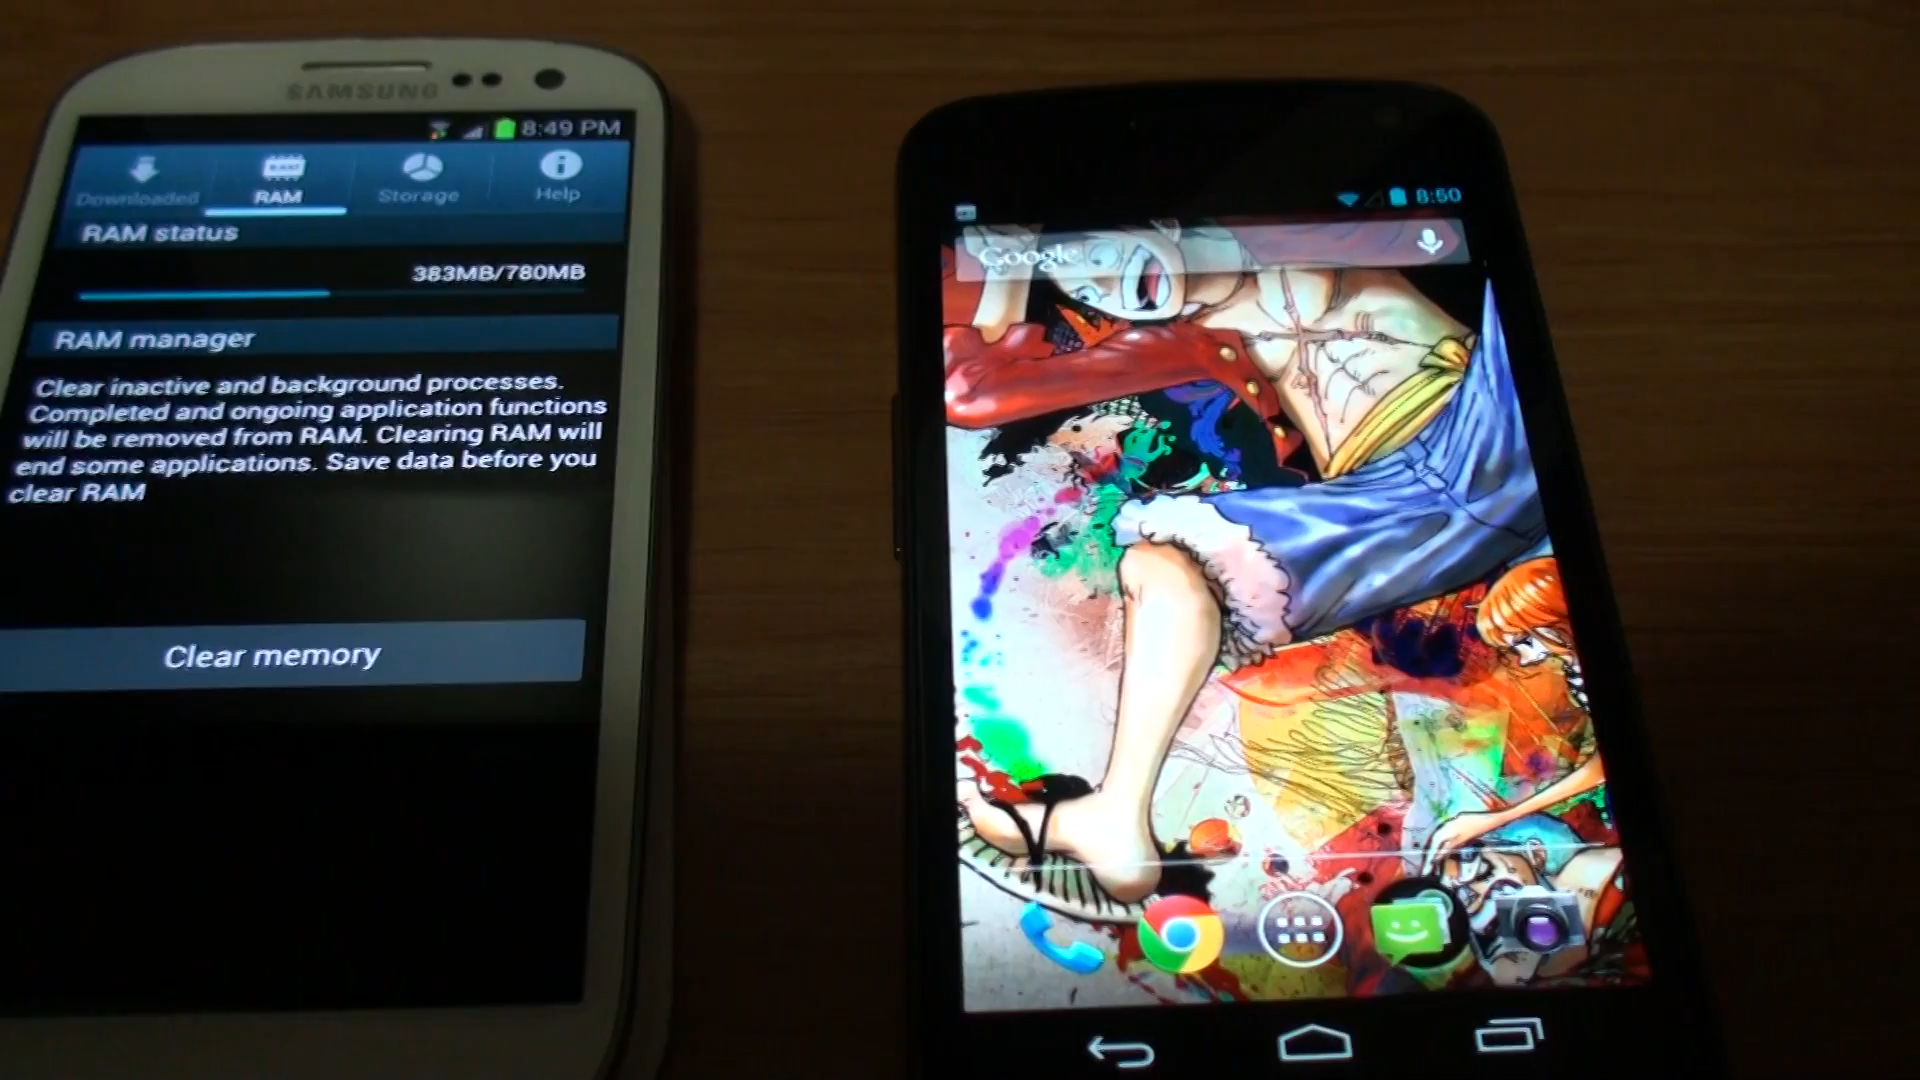 SAMSUNG
8:49 PM
Downloaded
RAM
Storage
Help
RAM status
383MB/780MB
RAM manager
Clear inactive and background processes.
Completed and ongoing application functions
will be removed from RAM. Clearing RAM will
end some applications. Save data before you
clear RAM
Clear memory
8:50
Google